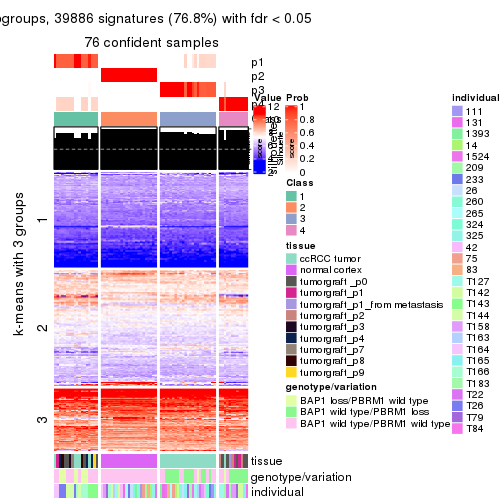 ogroups, 39886 signatures (76.8%) with fdr < 0.05
76 confident samples
p1
p2
p3
p4
k-means with 3 groups
1
2
3
tissue
genotype/variation
individual
Value
12
10
2
Prob
1
0.8
0.6
0.4
0.2
0
Class
1
2
3
4
tissue
ccRCC tumor
normal cortex
tumorgraft_p0
tumorgraft_p1
tumorgraft_p1_from metastasis
tumorgraft_p2
tumorgraft_p3
tumorgraft_p4
tumorgraft_p7
tumorgraft_p8
tumorgraft_p9
genotype/variation
BAP1 loss/PBRM1 wild type
BAP1 wild type/PBRM1 loss
BAP1 wild type/PBRM1 wild type
individual
111
131
1393
14
1524
209
233
26
260
265
324
325
42
75
83
T127
T142
T143
T144
T158
T163
T164
T165
T166
T183
T22
T26
T79
T84